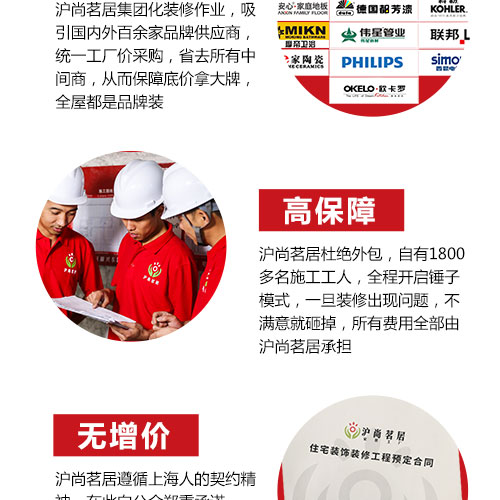 沪尚茗居集团化装修作业，吸
引国内外百余家品牌供应商，
统一工厂价采购，省去所有中
间商，从而保障底价拿大牌，
全屋都是品牌装
安心·家庭地板
ANXIN FAMILY FLOOR
德国都芳漆
KOHLER.
MIKN
摩恩卫浴
伟星管业
联邦
家陶瓷
PHILIPS
simo
OKELO·欧卡罗
高保障
沪尚茗居杜绝外包，自有1800
多名施工工人，全程开启锤子
模式，一旦装修出现问题，不
满意就砸掉，所有费用全部由
沪尚茗居承担
无增价
沪尚茗居遵循上海人的契约精
沪尚茗居
住宅装饰装修工程预定合同